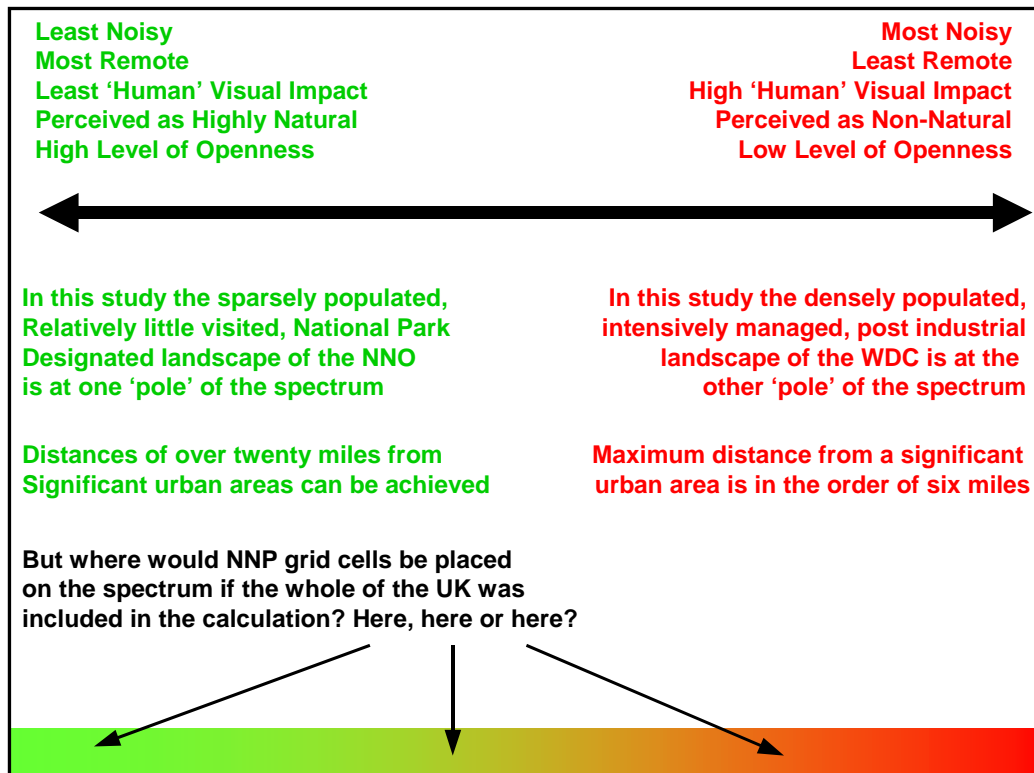 Least Noisy
Most Remote
Least ‘Human’ Visual Impact
Perceived as Highly Natural
High Level of Openness
Most Noisy
Least Remote
High ‘Human’ Visual Impact
Perceived as Non-Natural
Low Level of Openness
In this study the sparsely populated,
Relatively little visited, National Park
Designated landscape of the NNO
is at one ‘pole’ of the spectrum
In this study the densely populated,
intensively managed, post industrial
landscape of the WDC is at the
other ‘pole’ of the spectrum
Distances of over twenty miles from
Significant urban areas can be achieved
Maximum distance from a significant
urban area is in the order of six miles
But where would NNP grid cells be placed
on the spectrum if the whole of the UK was
included in the calculation? Here, here or here?